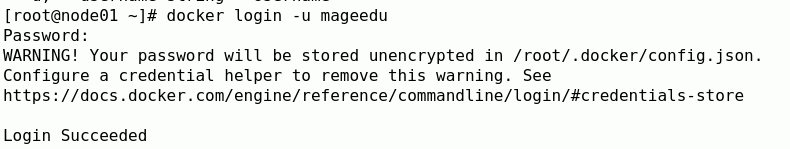 [root@node01 ~]# docker login -u mageedu
Password:
WARNING! Your password will be stored unencrypted in /root/.docker/config.json.
Configure a credential helper to remove this warning. See
https://docs.docker.com/engine/reference/commandline/login/#credentials-store
Login Succeeded